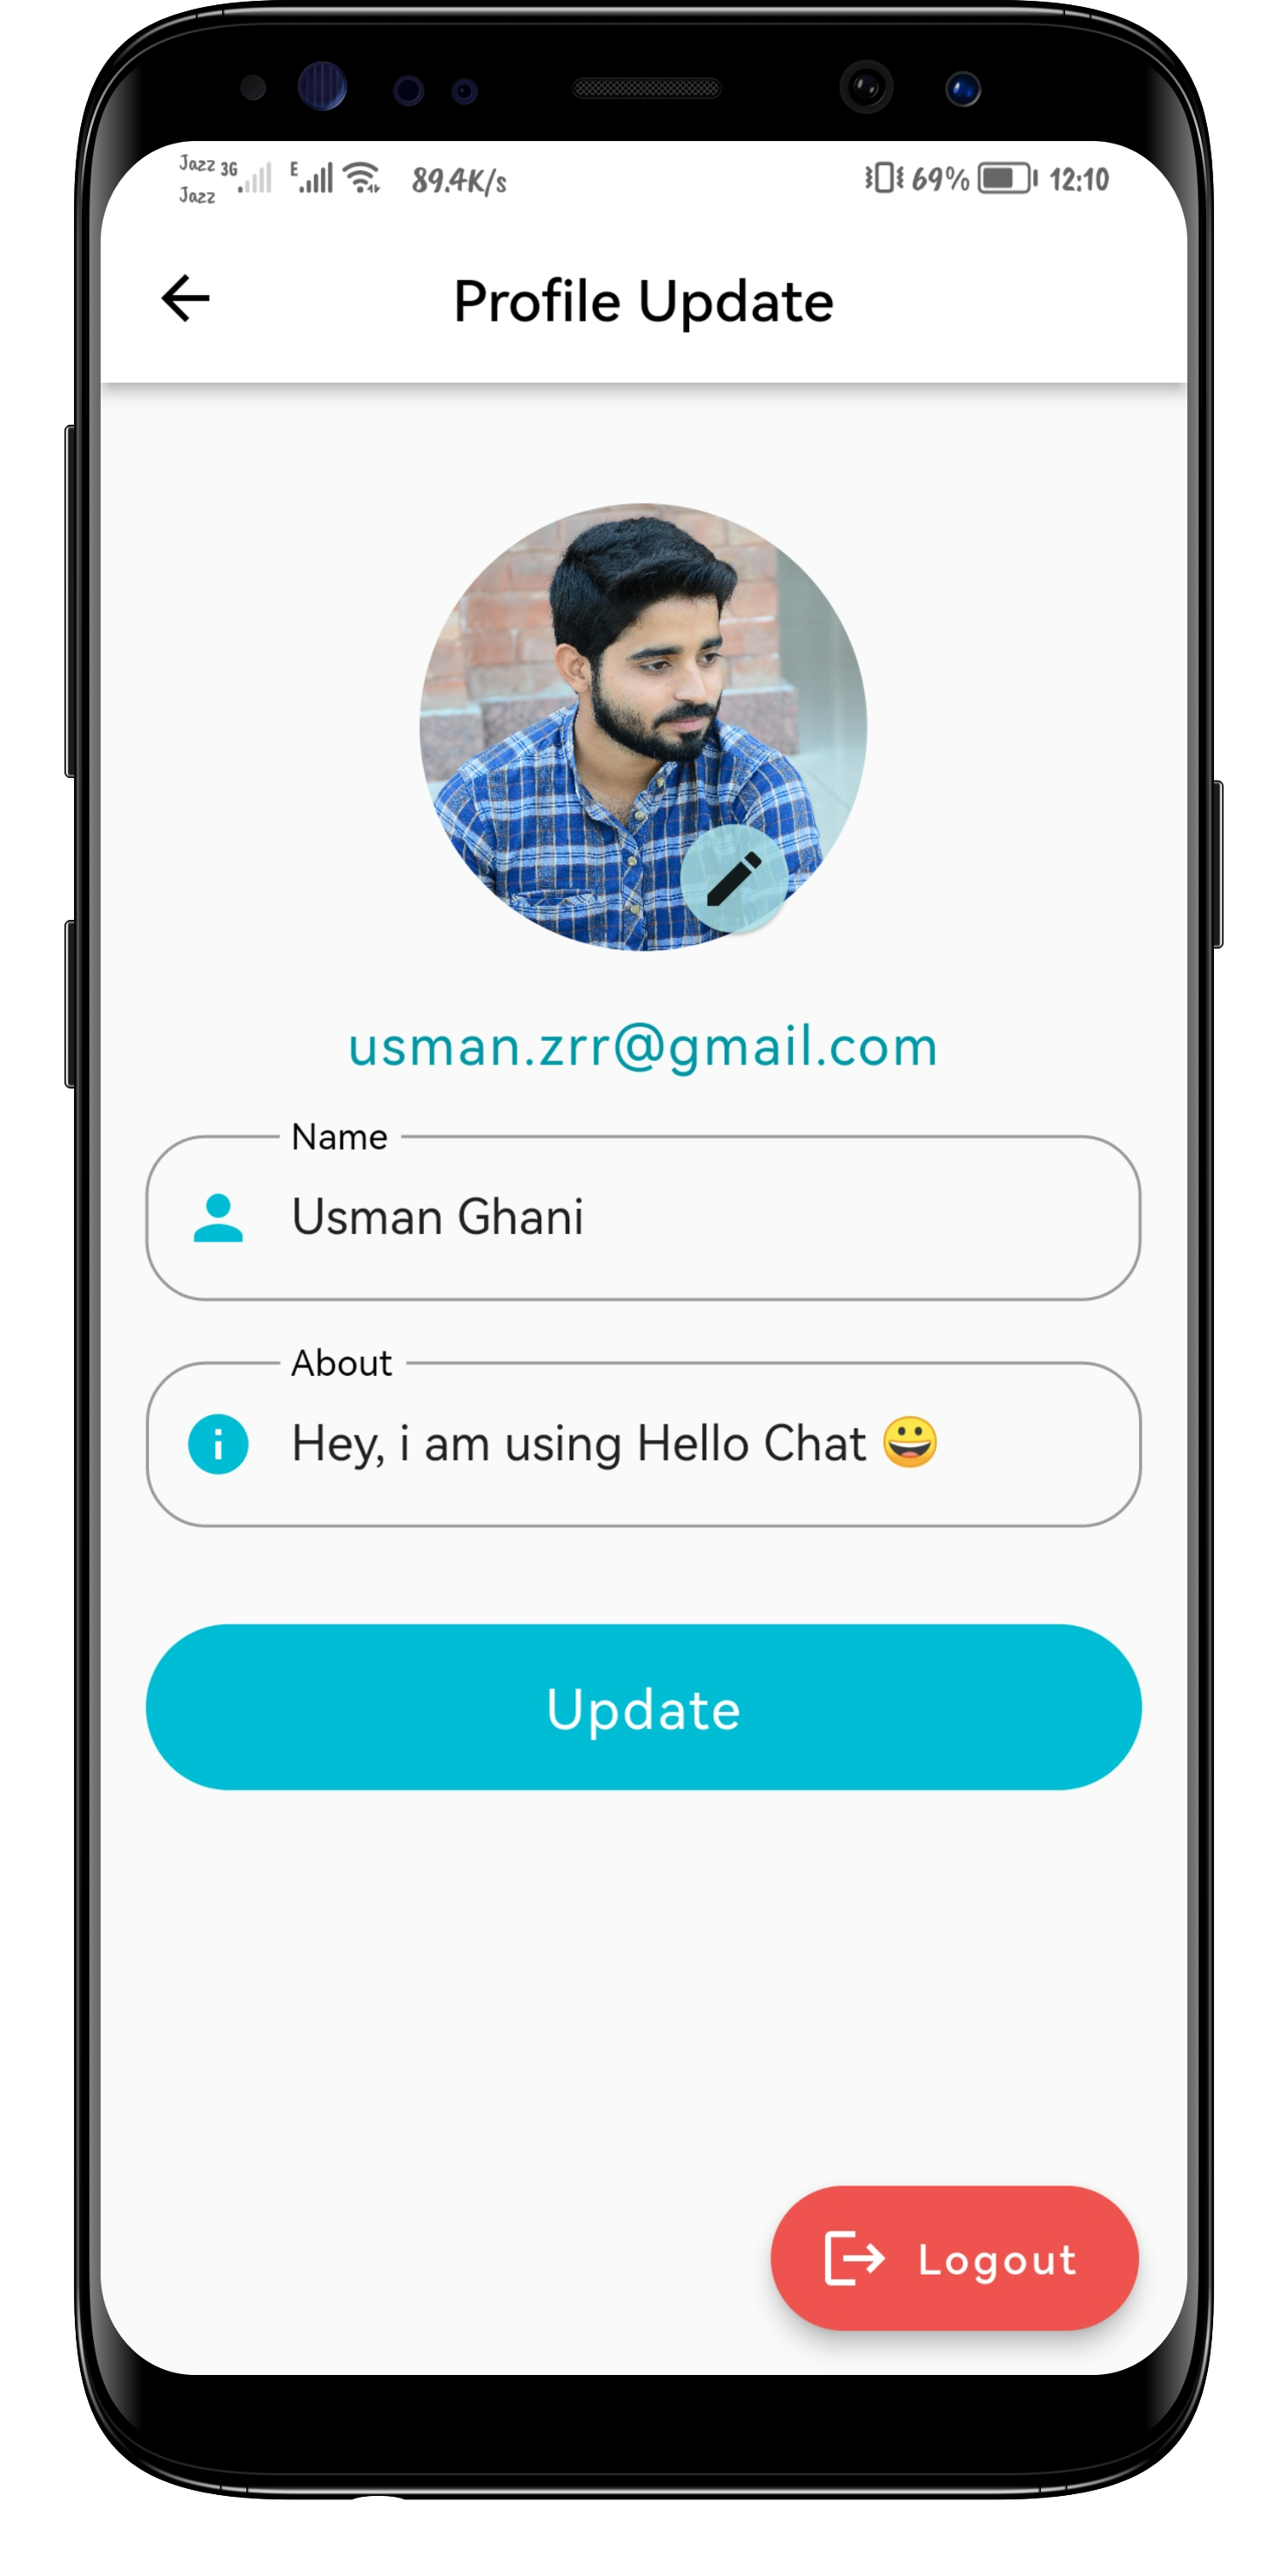 Jazz 3G E 89.4K/s 69% 12:10
Jazz
Profile Update
usman.zrr@gmail.com
Name
Usman Ghani
About
Hey, i am using Hello Chat 😀
Update
Logout